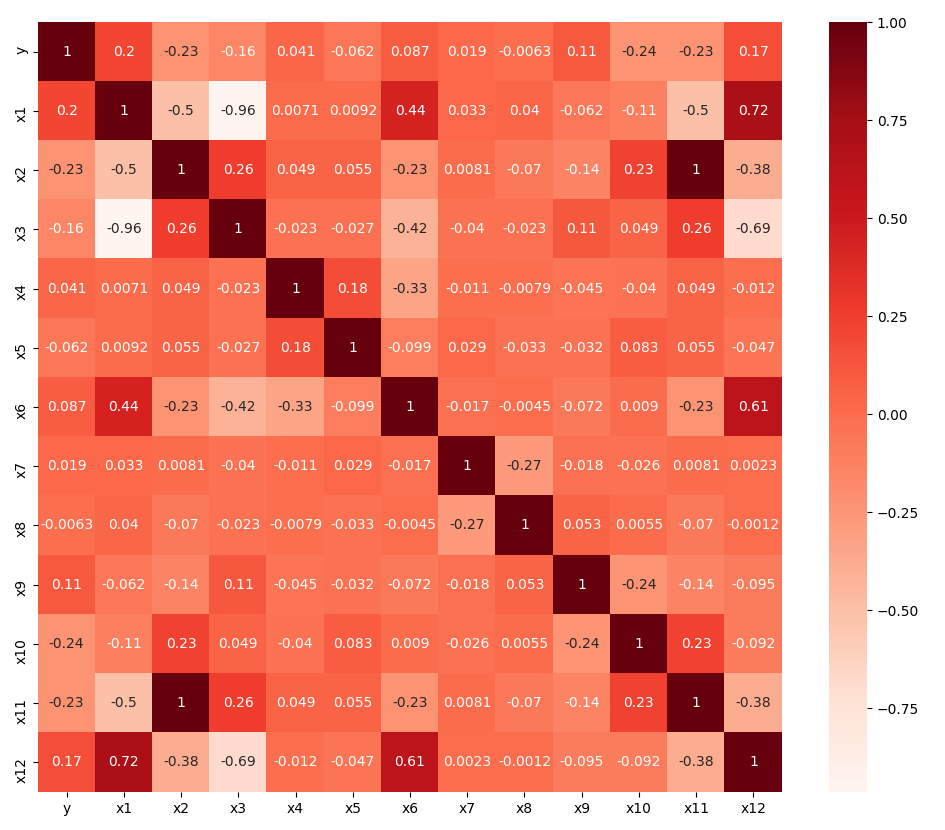 y 1 0.2 -0.23 -0.16 0.041 -0.062 0.087 0.019 -0.0063 0.11 -0.24 -0.23 0.17
x1 0.2 1 -0.5 -0.96 0.0071 0.0092 0.44 0.033 0.04 -0.062 -0.11 -0.5 0.72
x2 -0.23 -0.5 1 0.26 0.049 0.055 -0.23 0.0081 -0.07 -0.14 0.23 1 -0.38
x3 -0.16 -0.96 0.26 1 -0.023 -0.027 -0.42 -0.04 -0.023 0.11 0.049 0.26 -0.69
x4 0.041 0.0071 0.049 -0.023 1 0.18 -0.33 -0.011 -0.0079 -0.045 -0.04 0.049 -0.012
x5 -0.062 0.0092 0.055 -0.027 0.18 1 -0.099 0.029 -0.033 -0.032 0.083 0.055 -0.047
x6 0.087 0.44 -0.23 -0.42 -0.33 -0.099 1 -0.017 -0.0045 -0.072 0.009 -0.23 0.61
x7 0.019 0.033 0.0081 -0.04 -0.011 0.029 -0.017 1 -0.27 -0.018 -0.026 0.0081 0.0023
x8 -0.0063 0.04 -0.07 -0.023 -0.0079 -0.033 -0.0045 -0.27 1 0.053 0.0055 -0.07 -0.0012
x9 0.11 -0.062 -0.14 0.11 -0.045 -0.032 -0.072 -0.018 0.053 1 -0.24 -0.14 -0.095
x10 -0.24 -0.11 0.23 0.049 -0.04 0.083 0.009 -0.026 0.0055 -0.24 1 0.23 -0.092
x11 -0.23 -0.5 1 0.26 0.049 0.055 -0.23 0.0081 -0.07 -0.14 0.23 1 -0.38
x12 0.17 0.72 -0.38 -0.69 -0.012 -0.047 0.61 0.0023 -0.0012 -0.095 -0.092 -0.38 1
y x1 x2 x3 x4 x5 x6 x7 x8 x9 x10 x11 x12
1.00
0.75
0.50
0.25
0.00
−0.25
−0.50
−0.75